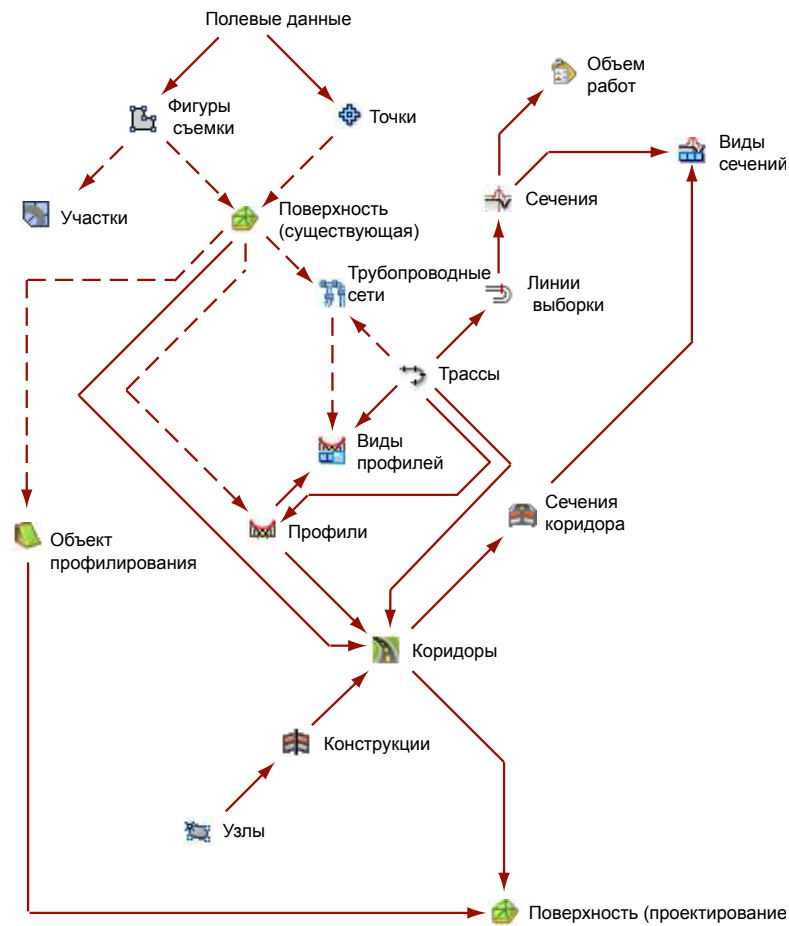 Полевые данные
Объем
работ
Фигуры
съемки
Точки
Виды
сечений
Участки
Поверхность
(существующая)
Сечения
Трубопроводные
сети
Линии
выборки
Трассы
Виды
профилей
Сечения
коридора
Объект
профилирования
Профили
Коридоры
Конструкции
Узлы
Поверхность (проектирование